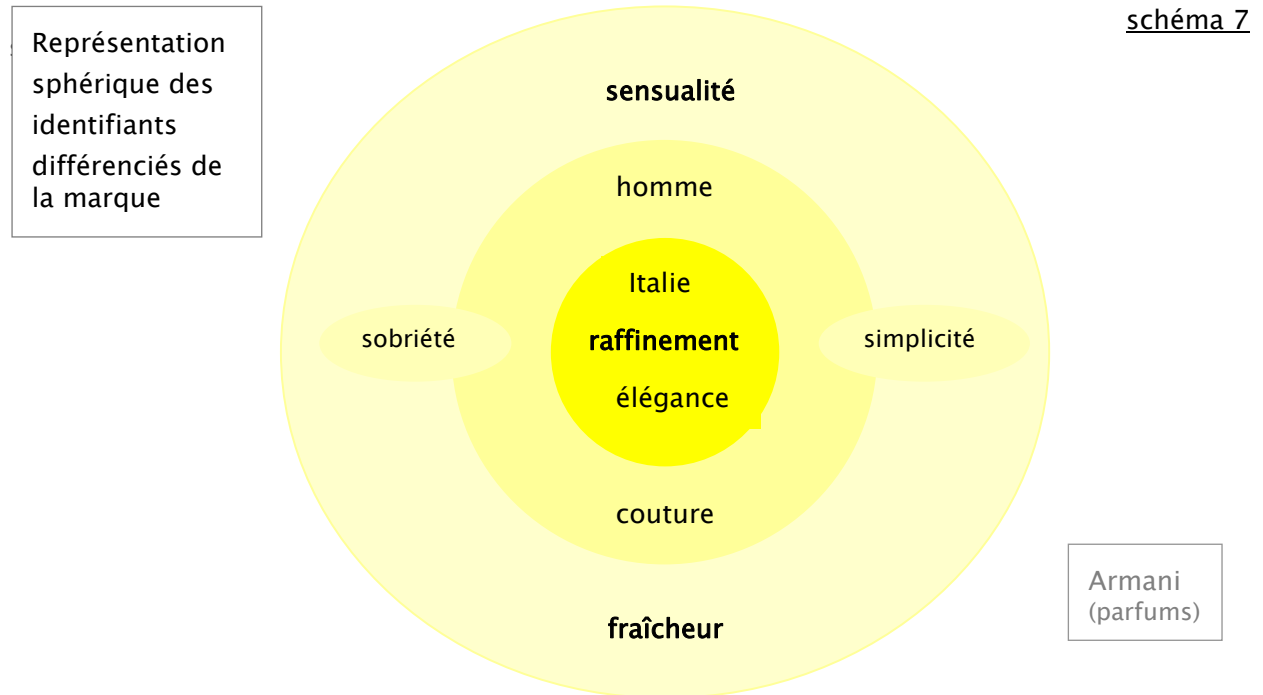 schéma 7
Représentation
sphérique des
identifiants
différenciés de
la marque
sensualité
homme
Italie
sobriété
raffinement
simplicité
élégance
couture
fraîcheur
Armani
(parfums)